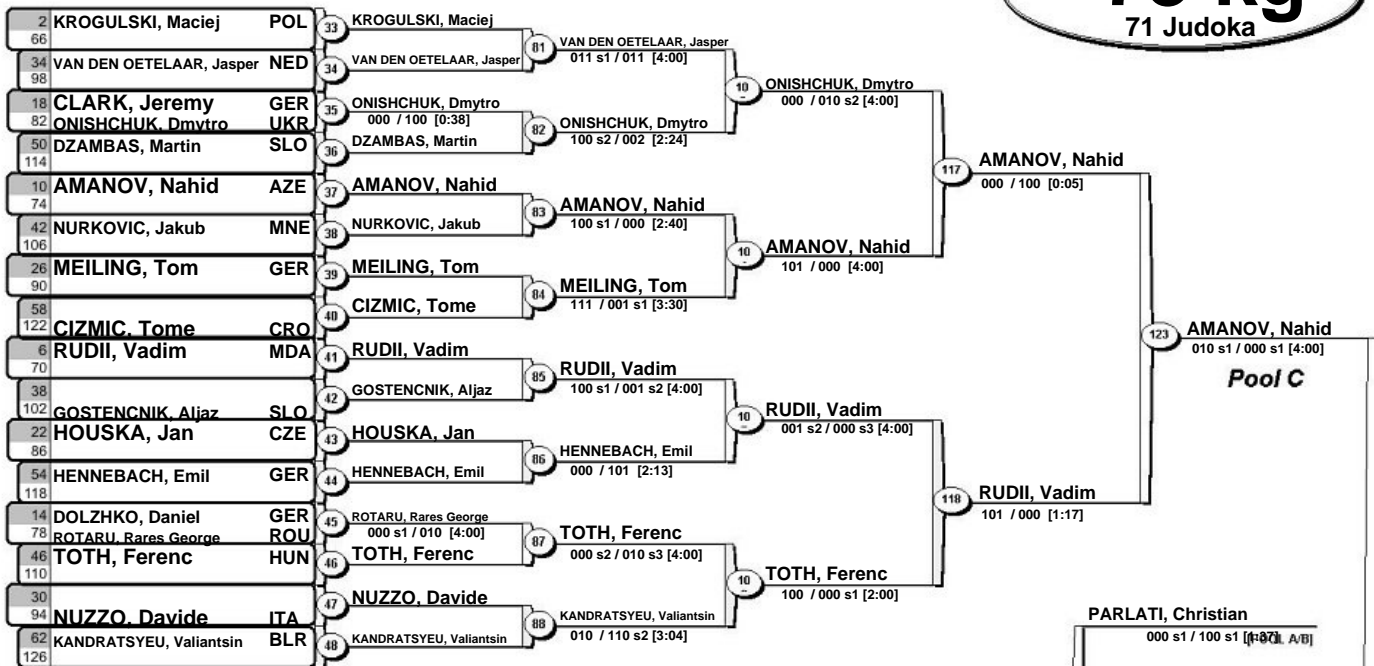 71 Judoka
2 KROGULSKI, Maciej POL
66
34 VAN DEN OETELAAR, Jasper NED
98
18 CLARK, Jeremy GER
82 ONISHCHUK, Dmytro UKR
50 DZAMBAS, Martin SLO
114
10 AMANOV, Nahid AZE
74
42 NURKOVIC, Jakub MNE
106
26 MEILING, Tom GER
90
58
122 CIZMIC, Tome CRO
6 RUDII, Vadim MDA
70
38
102 GOSTENCNIK, Aljaz SLO
22 HOUSKA, Jan CZE
86
54 HENNEBACH, Emil GER
118
14 DOLZHKO, Daniel GER
78 ROTARU, Rares George ROU
46 TOTH, Ferenc HUN
110
30
94 NUZZO, Davide ITA
62 KANDRATSYEU, Valiantsin BLR
126
33 KROGULSKI, Maciej
34 VAN DEN OETELAAR, Jasper
35 ONISHCHUK, Dmytro
000 / 100 [0:38]
36 DZAMBAS, Martin
37 AMANOV, Nahid
38 NURKOVIC, Jakub
39 MEILING, Tom
40 CIZMIC, Tome
41 RUDII, Vadim
42 GOSTENCNIK, Aljaz
43 HOUSKA, Jan
44 HENNEBACH, Emil
45 ROTARU, Rares George
000 s1 / 010 [4:00]
46 TOTH, Ferenc
47 NUZZO, Davide
48 KANDRATSYEU, Valiantsin
81 VAN DEN OETELAAR, Jasper
011 s1 / 011 [4:00]
82 ONISHCHUK, Dmytro
100 s2 / 002 [2:24]
83 AMANOV, Nahid
100 s1 / 000 [2:40]
84 MEILING, Tom
111 / 001 s1 [3:30]
85 RUDII, Vadim
100 s1 / 001 s2 [4:00]
86 HENNEBACH, Emil
000 / 101 [2:13]
87 TOTH, Ferenc
000 s2 / 010 s3 [4:00]
88 KANDRATSYEU, Valiantsin
010 / 110 s2 [3:04]
10 ONISHCHUK, Dmytro
000 / 010 s2 [4:00]
10 AMANOV, Nahid
101 / 000 [4:00]
10 RUDII, Vadim
001 s2 / 000 s3 [4:00]
10 TOTH, Ferenc
100 / 000 s1 [2:00]
117 AMANOV, Nahid
000 / 100 [0:05]
118 RUDII, Vadim
101 / 000 [1:17]
123 AMANOV, Nahid
010 s1 / 000 s1 [4:00]
Pool C
PARLATI, Christian
000 s1 / 100 s1